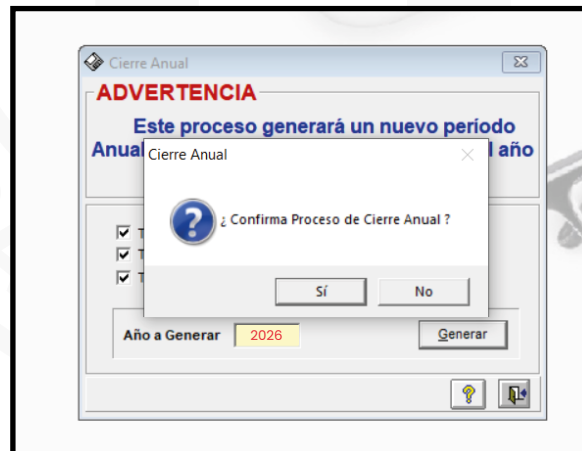 Cierre Anual
ADVERTENCIA
Este proceso generará un nuevo período
Anual
año
Cierre Anual
¿ Confirma Proceso de Cierre Anual ?
Sí
No
Año a Generar
2026
Generar